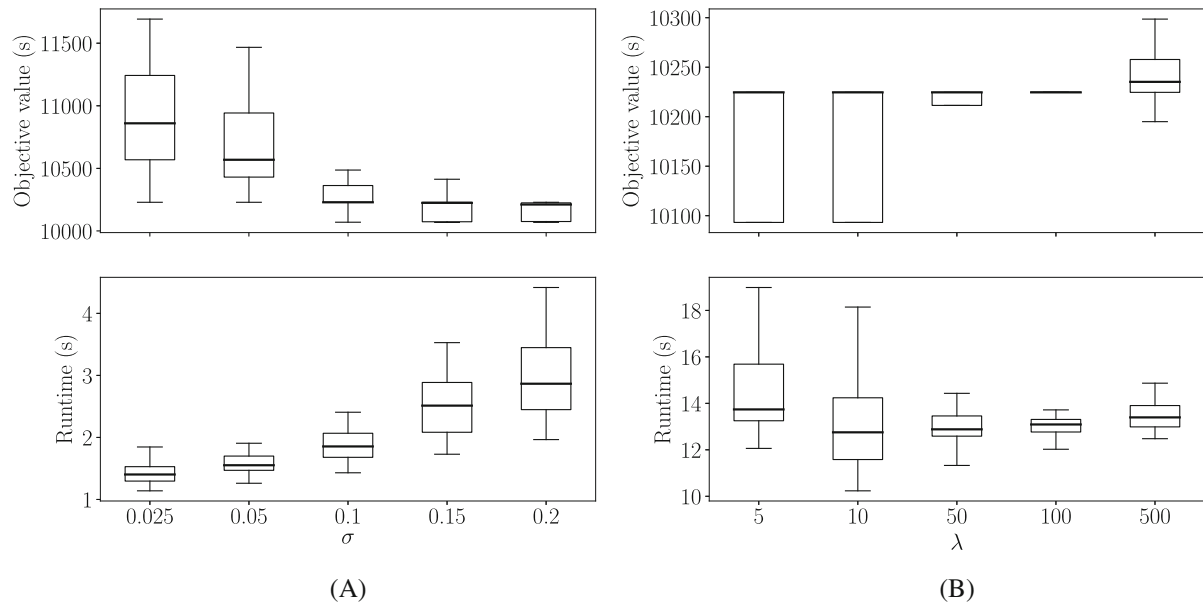 Objective value (s)
11500
11000
10500
10000
Runtime (s)
4
3
2
1
0.025 0.05 0.1 0.15 0.2
σ
(A)
Objective value (s)
10300
10250
10200
10150
10100
Runtime (s)
18
16
14
12
10
5 10 50 100 500
λ
(B)